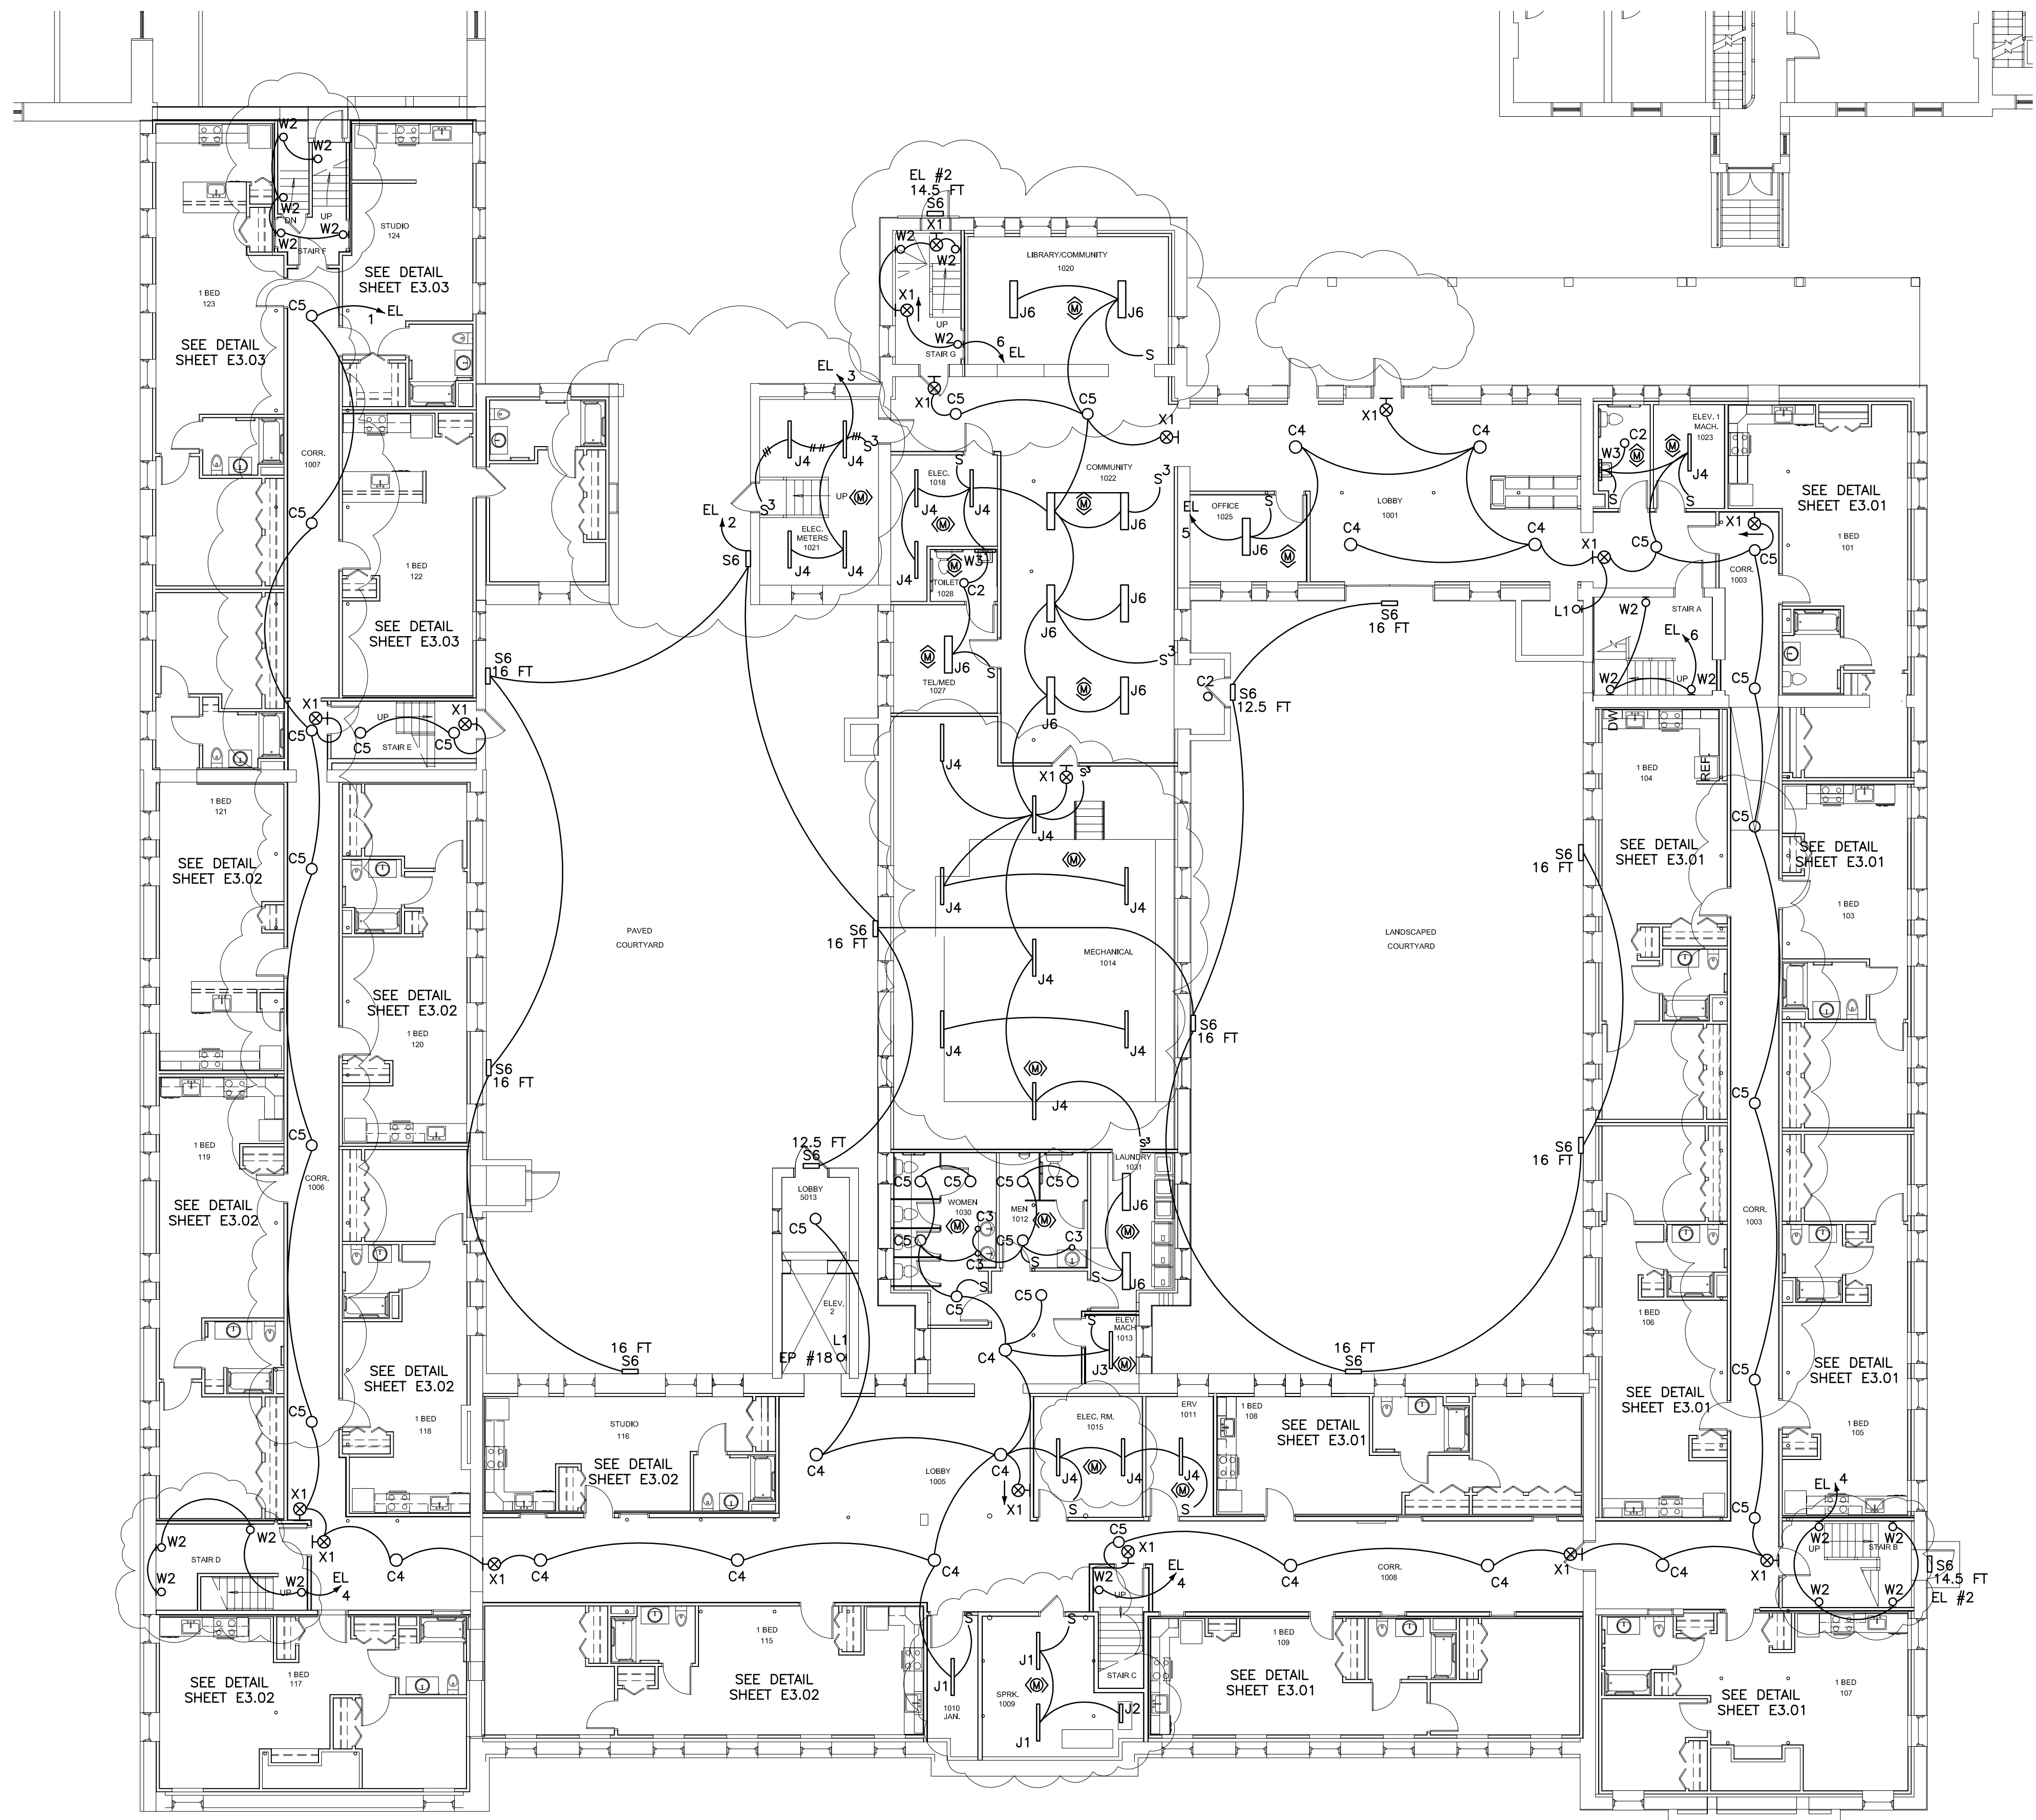 W2
W2
W2
DN
UP
W2
W2
STAIR F
STUDIO
124
SEE DETAIL
SHEET E3.03
1 BED
123
SEE DETAIL
SHEET E3.03
C5
EL
1
CORR.
1007
C5
1 BED
122
SEE DETAIL
SHEET E3.03
X1
C5
UP
C5
STAIR E
X1
C5
S6
16 FT
EL #2
14.5 FT
S6
X1
W2
W2
X1
UP
W2
STAIR G
6
EL
LIBRARY/COMMUNITY
1020
J6
M
J6
S
X1
C5
C5
X1
EL
3
J4
J4
S3
S3
UP
M
ELEC.
METERS
1021
J4
J4
EL
2
S6
ELEC.
1018
S
J4
J4
M
J4
W3
M
TOILET
1028
C2
M
J6
S
TEL/MED
1027
COMMUNITY
1022
S3
M
J6
J6
J6
S3
M
J6
J6
X1
C4
C4
LOBBY
1001
OFFICE
1025
S
EL
5
J6
M
C4
C4
X1
L1
S6
16 FT
C2
S6
12.5 FT
C2
W3
M
S
ELEV. 1
MACH.
1023
M
J4
S
C5
X1
C5
CORR.
1003
SEE DETAIL
SHEET E3.01
1 BED
101
W2
STAIR A
EL
6
W2
UP
W2
C5
DW
REF
1 BED
104
SEE DETAIL
SHEET E3.01
C5
SEE DETAIL
SHEET E3.01
1 BED
103
1 BED
121
SEE DETAIL
SHEET E3.02
C5
SEE DETAIL
SHEET E3.02
1 BED
120
PAVED
COURTYARD
S6
16 FT
S6
16 FT
J4
X1
S3
J4
M
J4
J4
MECHANICAL
1014
J4
J4
J4
M
J4
S3
LANDSCAPED
COURTYARD
S6
16 FT
S6
16 FT
S6
16 FT
C5
1 BED
119
SEE DETAIL
SHEET E3.02
C5
CORR.
1006
12.5 FT
S6
LOBBY
5013
C5
ELEV.
2
L1
EP #18
C5
C5
WOMEN
1030
M
C3
C5
C3
C5
S
C5
C5
MEN
1012
M
C5
C3
S
LAUNDRY
1031
J6
M
S
J6
C5
ELEV
MACH
1013
S
J3
M
C4
CORR.
1003
1 BED
106
SEE DETAIL
SHEET E3.01
C5
SEE DETAIL
SHEET E3.01
1 BED
105
C5
SEE DETAIL
SHEET E3.02
1 BED
118
16 FT
S6
16 FT
S6
STUDIO
116
SEE DETAIL
SHEET E3.02
C4
LOBBY
1005
C4
X1
ELEC. RM.
1015
J4
M
J4
S
ERV
1011
J4
M
S
1 BED
108
SEE DETAIL
SHEET E3.01
EL
4
C5
X1
X1
W2
W2
STAIR D
W2
W2
UP
EL
4
C4
X1
C4
C4
C4
C5
X1
W2
EL
4
UP
C4
CORR.
1008
C4
X1
C4
X1
W2
W2
UP
STAIR B
W2
W2
S6
14.5 FT
EL #2
SEE DETAIL
SHEET E3.02
1 BED
117
1 BED
115
SEE DETAIL
SHEET E3.02
S
J1
1010
JAN.
S
J1
M
SPRK.
1009
J1
J2
STAIR C
1 BED
109
SEE DETAIL
SHEET E3.01
SEE DETAIL
SHEET E3.01
1 BED
107